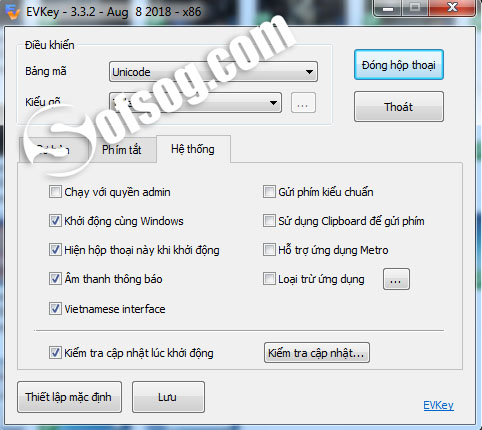 EVKey - 3.3.2 - Aug 8 2018 - x86
Điều khiển
Bảng mã
Unicode
Đóng hộp thoại
Kiểu gõ
...
Thoát
Sofsog.com
Phím tắt
Hệ thống
Chạy với quyền admin
Gửi phím kiểu chuẩn
Khởi động cùng Windows
Sử dụng Clipboard để gửi phím
Hiện hộp thoại này khi khởi động
Hỗ trợ ứng dụng Metro
Âm thanh thông báo
Loại trừ ứng dụng
...
Vietnamese interface
Kiểm tra cập nhật lúc khởi động
Kiểm tra cập nhật...
Thiết lập mặc định
Lưu
EVKey